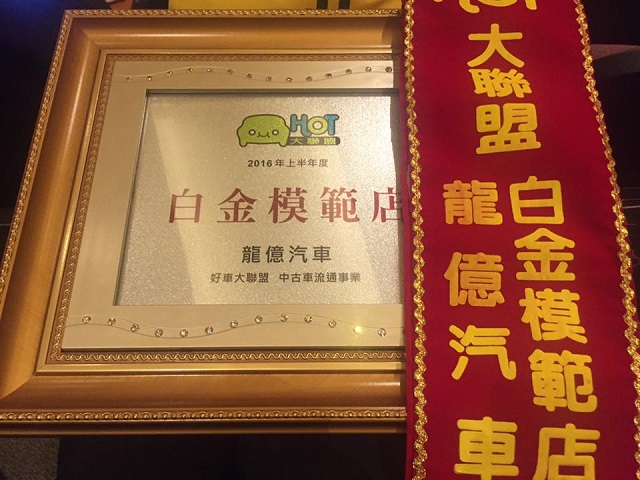 HOT
大聯盟
2016年上半年度
白金模範店
龍億汽車
好車大聯盟 中古車流通事業
大聯盟
白金模範店
龍億汽車